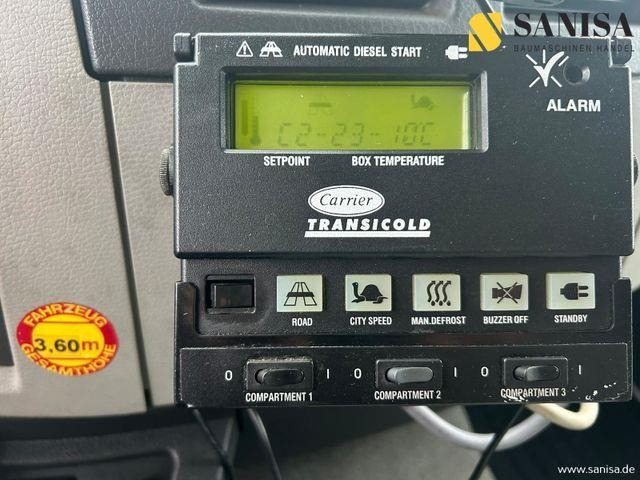 SANISA
BAUMASCHINEN HANDEL
AUTOMATIC DIESEL START
ALARM
C2-23-10C
SETPOINT BOX TEMPERATURE
Carrier
TRANSICOLD
ROAD CITY SPEED MAN.DEFROST BUZZER OFF STANDBY
FAHRZEUG
3,60m
GESAMTHÖHE
0 I 0 I 0 I
COMPARTMENT 1 COMPARTMENT 2 COMPARTMENT 3
www.sanisa.de